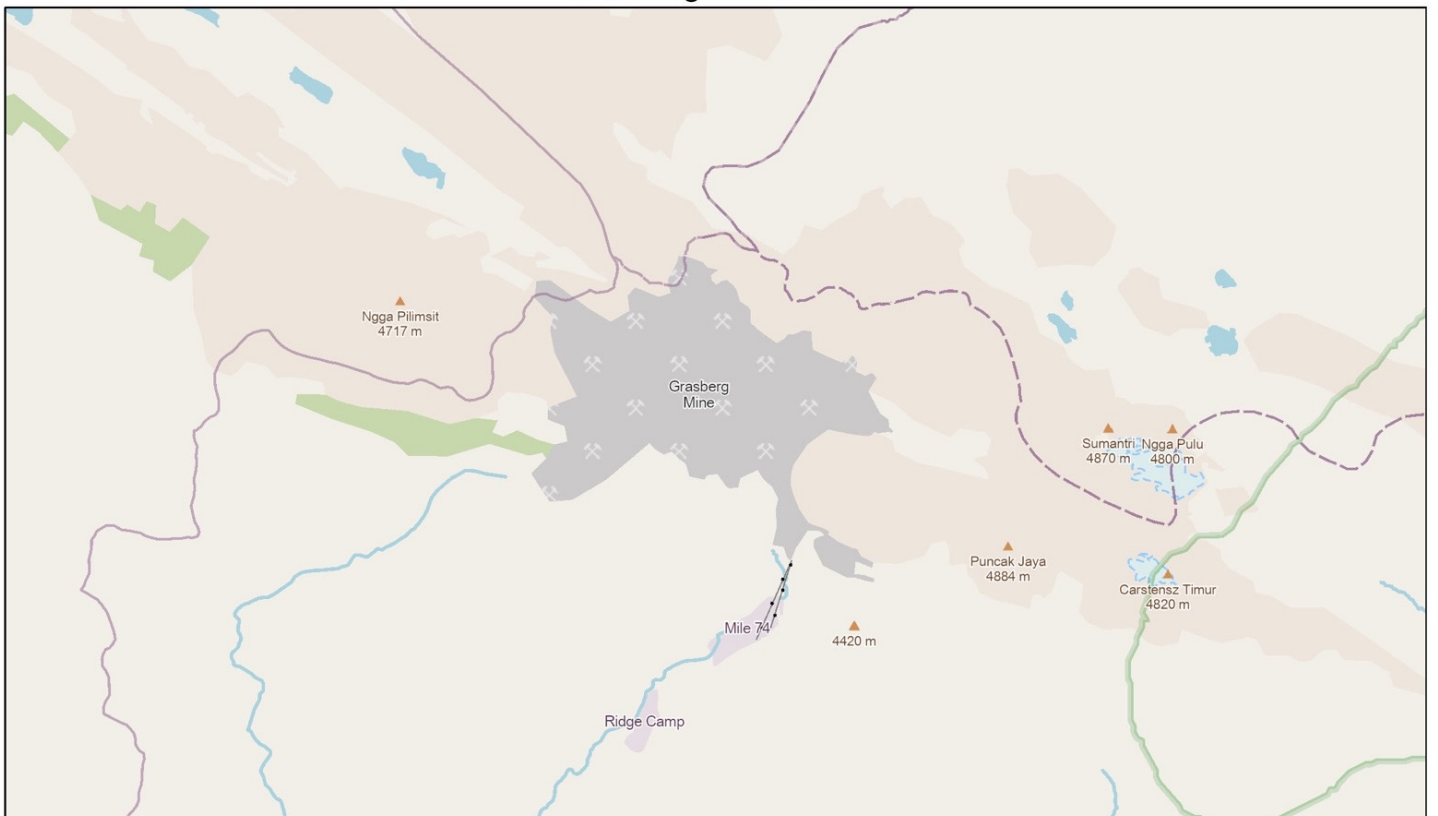 Ngga Pilimsit
4717 m
Grasberg
Mine
Sumantri
4870 m
Ngga Pulu
4800 m
Puncak Jaya
4884 m
Carstensz Timur
4820 m
Mile 74
4420 m
Ridge Camp